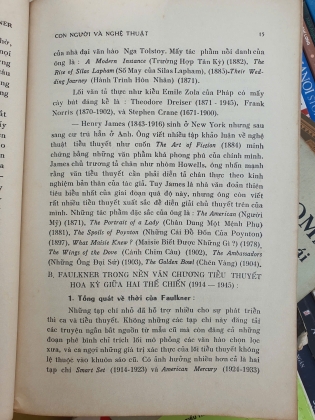 CON NGƯỜI VÀ NGHỆ THUẬT 15
của nhà đại văn hào Nga Tolstoy. Mấy tác phẩm nổi danh của
ông là : A Modern Instance (Trường Hợp Tân Kỳ) (1882), The
Rise of Silas Lapham (Số May của Silas Lapham), (1885) Their Wed-
ding Journey (Hành Trình Hôn Nhân) (1871).
Lối văn tả thực như kiểu Emile Zola của Pháp có mấy
cây bút đáng kể là : Theodore Dreiser (1871 - 1945), Frank
Norris (1870-1902), và Stephen Crane (1671-1900).
— Henry James (1843-1916) sinh ở New York nhưng sau
sang cư trú hẳn ở Anh. Ông viết nhiều tập khảo luận về nghệ
thuật tiểu thuyết như cuốn The Art of Fiction (1884) minh
chứng bằng những văn phẩm khá phong phú của chính mình.
James chủ trương tả chân như nhóm Howells, ông nhấn mạnh
rằng văn tiểu thuyết cần phải diễn tả chân thực theo kinh
nghiệm bản thân của tác giả. Tuy James là nhà văn đoản thiên
tiêu biểu nhất của giai đoạn quá độ này, nhưng ông còn viết
rất nhiều tiểu thuyết xuất sắc để diễn giải chủ thuyết trên của
mình. Những tác phẩm đặc sắc của ông là: The American (Người
Mỹ) (1871), The Portrait of a Lady (Chân Dung Một Mệnh Phụ)
(1881), The Spoils of Poynton (Những Cái Đồ Hôn Của Poynton)
(1897), What Maisie Knew ? (Maisie Biết Được Những Gì ?) (1978),
The Wings of the Dove (Cánh Chim Câu) (1902), The Ambassadors
(Những Ông Đại Sứ) (1903), The Golden Bowl (Chén Vàng) (1904).
B. FAULKNER TRONG NỀN VĂN CHƯƠNG TIỂU THUYẾT
HOA KỲ GIỮA HAI THẾ CHIẾN (1914 — 1945) :
1. Tổng quát về thời của Faulkner :
Những tạp chí nhỏ đã hỗ trợ nhiều cho sự phát triển
thi ca và tiểu thuyết. Không những các tạp chí này đăng tải
các truyện ngắn bắt nguồn từ mẫu cũ mà còn đăng cả những
đoạn phê bình chỉ trích lối mô phỏng các văn hào chọn lọc
xưa, và ca ngợi những giá trị xác thực của lối tiểu thuyết không
lệ thuộc vào khuôn sáo cũ. Có ảnh hưởng nhiều hơn cả là hai
tạp chí Smart Set (1914-1923) và American Mercury (1924-1933)